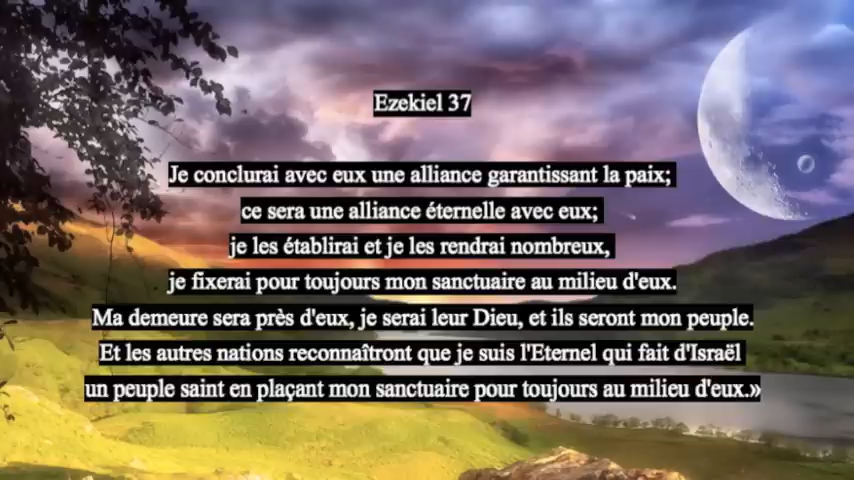 Ezekiel 37
Je conclurai avec eux une alliance garantissant la paix;
ce sera une alliance éternelle avec eux;
je les établirai et je les rendrai nombreux,
je fixerai pour toujours mon sanctuaire au milieu d'eux.
Ma demeure sera près d'eux, je serai leur Dieu, et ils seront mon peuple.
Et les autres nations reconnaîtront que je suis l'Eternel qui fait d'Israël
un peuple saint en plaçant mon sanctuaire pour toujours au milieu d'eux.»